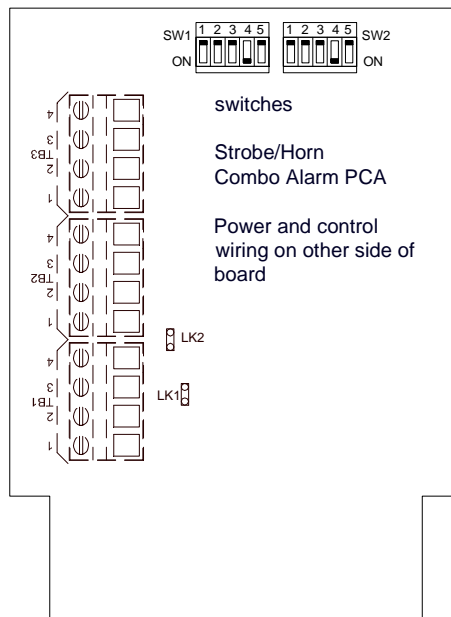 SW1 1 2 3 4 5 1 2 3 4 5 SW2
ON ON
switches
Strobe/Horn
Combo Alarm PCA
Power and control
wiring on other side of
board
4
3
TB3
2
1
4
3
TB2
2
1
LK2
4
3
LK1
TB1
2
1